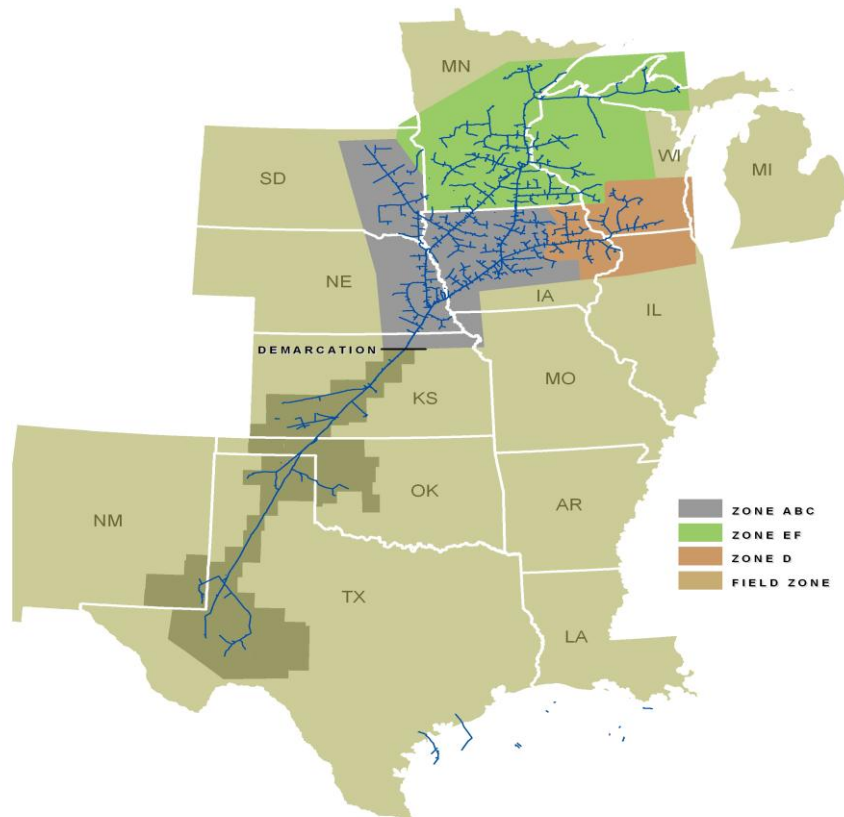 MN
WI
MI
SD
NE
IA
IL
DEMARCATION
KS
MO
NM
OK
AR
TX
LA
ZONE ABC
ZONE EF
ZONE D
FIELD ZONE